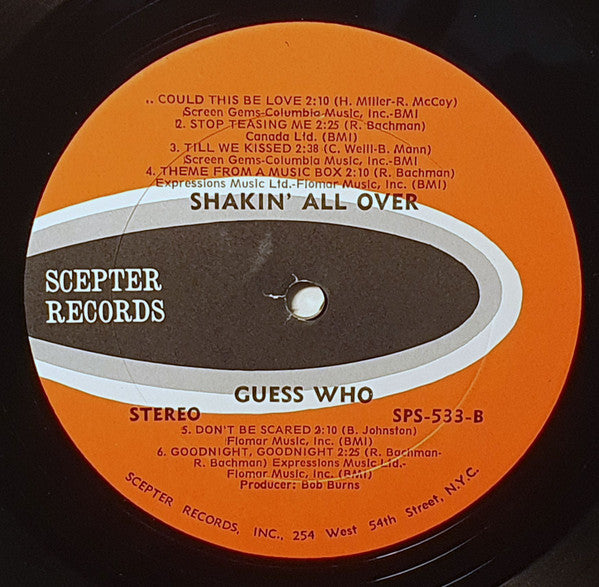 1. COULD THIS BE LOVE 2:10 (H. Miller-R. McCoy)
Screen Gems-Columbia Music, Inc.-BMI
2. STOP TEASING ME 2:25 (R. Bachman)
Canada Ltd. (BMI)
3. TILL WE KISSED 2:38 (C. Weill-B. Mann)
Screen Gems-Columbia Music, Inc.-BMI
4. THEME FROM A MUSIC BOX 2:10 (R. Bachman)
Expressions Music Ltd.-Flomar Music, Inc. (BMI)
SHAKIN' ALL OVER
SCEPTER
RECORDS
GUESS WHO
STEREO SPS-533-B
5. DON'T BE SCARED 2:10 (B. Johnston)
Flomar Music, Inc. (BMI)
6. GOODNIGHT, GOODNIGHT 2:25 (R. Bachman-
R. Bachman) Expressions Music Ltd.-
Flomar Music, Inc. (BMI)
Producer: Bob Burns
SCEPTER RECORDS, INC., 254 West 54th Street, N.Y.C.